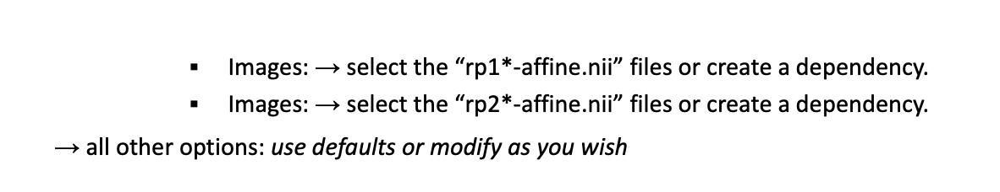 ▪ Images: → select the “rp1*-affine.nii” files or create a dependency.
▪ Images: → select the “rp2*-affine.nii” files or create a dependency.
→ all other options: use defaults or modify as you wish